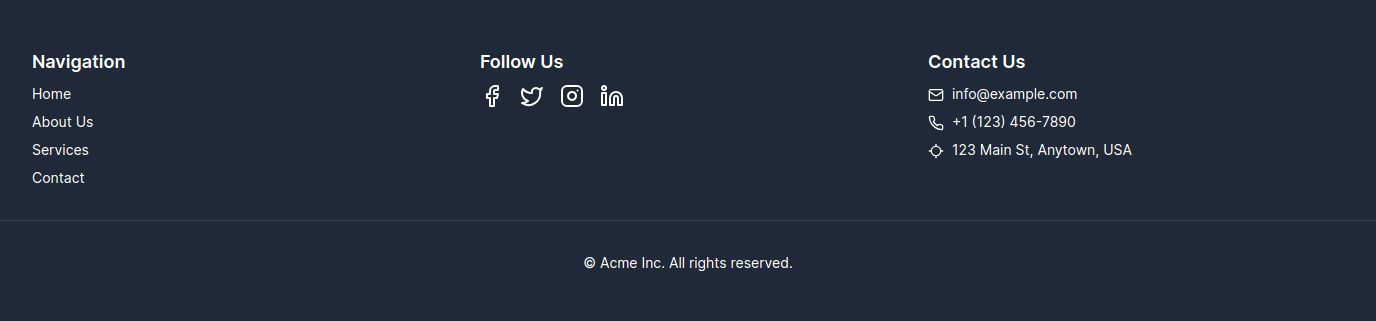 Navigation
Home
About Us
Services
Contact
Follow Us
Contact Us
info@example.com
+1 (123) 456-7890
123 Main St, Anytown, USA
© Acme Inc. All rights reserved.